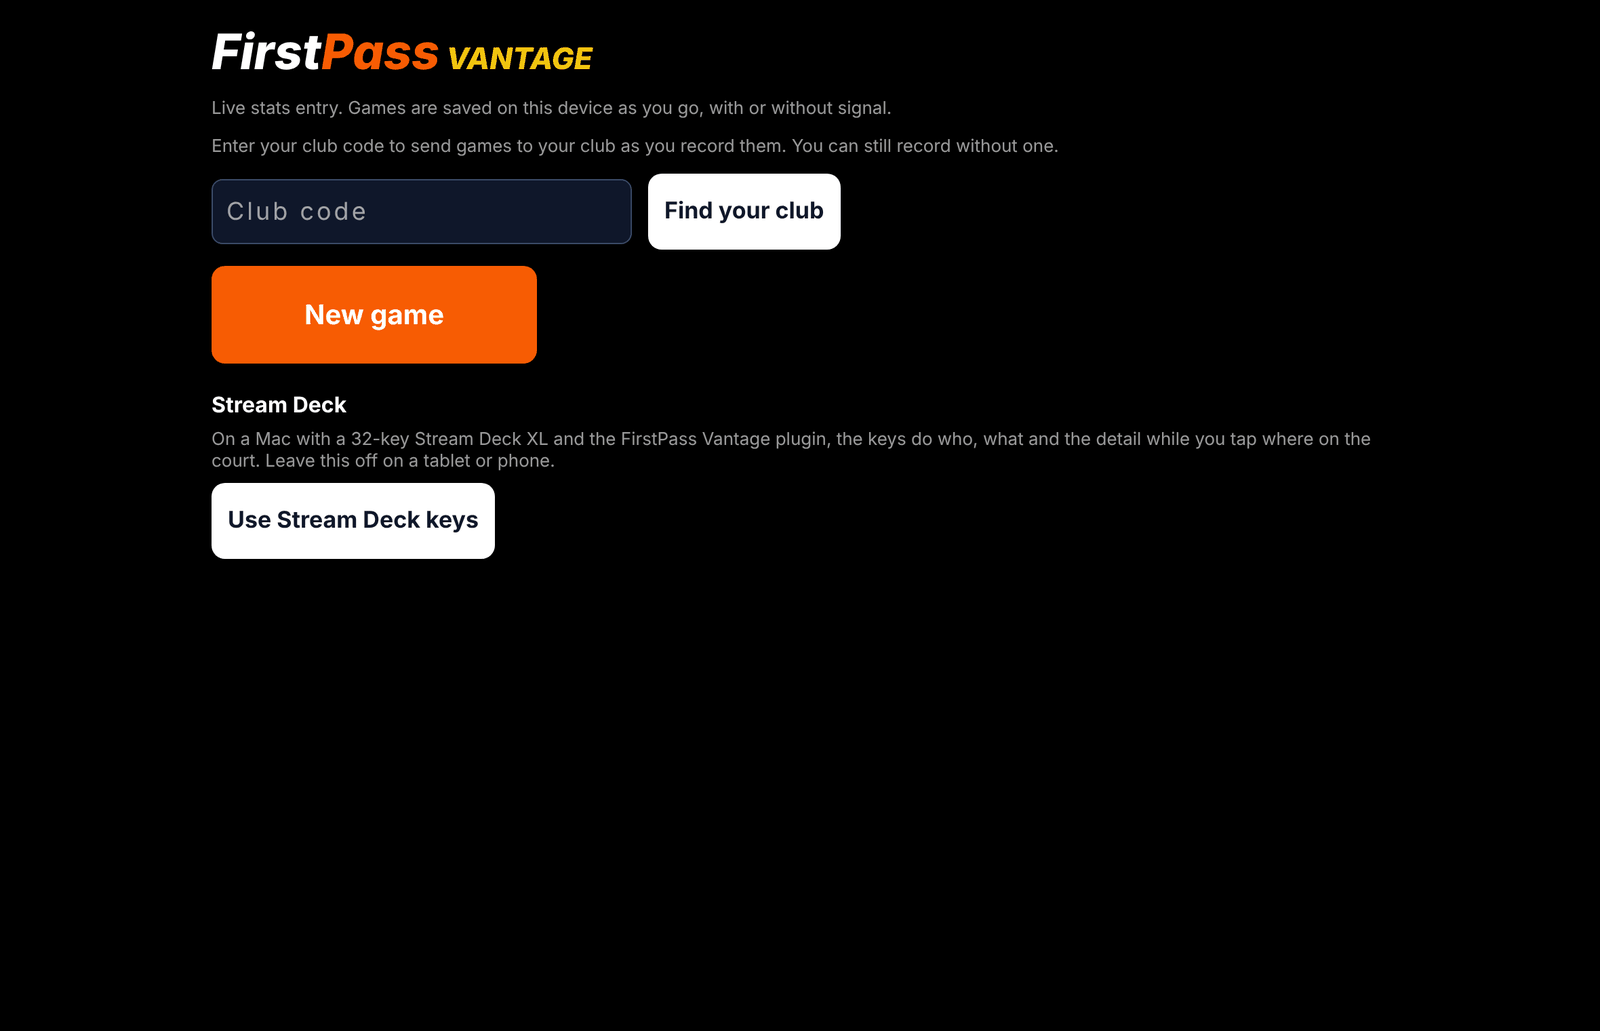 FirstPass VANTAGE
Live stats entry. Games are saved on this device as you go, with or without signal.
Enter your club code to send games to your club as you record them. You can still record without one.
Club code
Find your club
New game
Stream Deck
On a Mac with a 32-key Stream Deck XL and the FirstPass Vantage plugin, the keys do who, what and the detail while you tap where on the
court. Leave this off on a tablet or phone.
Use Stream Deck keys